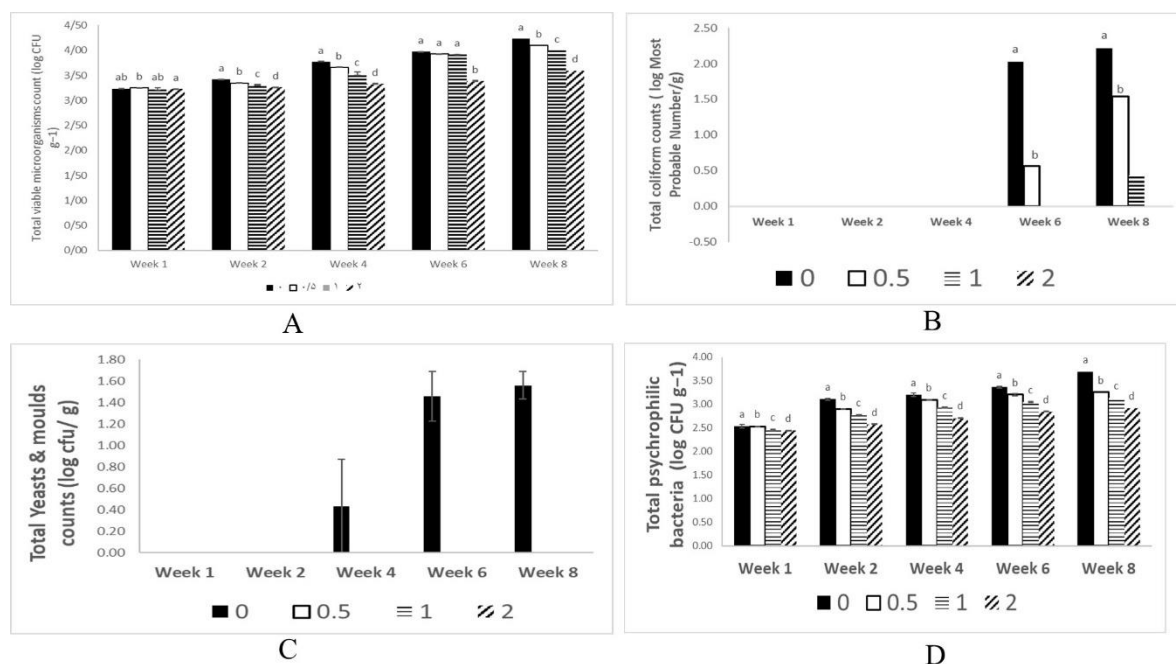 Total viable microorganisms count (log CFU
g–1)
4/50
4/00
3/50
3/00
2/50
2/00
1/50
1/00
0/50
0/00
ab b ab a
a b c d
a b c d
a a a b
a b c d
Week 1 Week 2 Week 4 Week 6 Week 8
۰ ۰/۵ ۱ ۲
A
Total coliform counts ( log Most
Probable Number/g)
2.50
2.00
1.50
1.00
0.50
0.00
-0.50
a b
a b c
Week 1 Week 2 Week 4 Week 6 Week 8
0 0.5 1 2
B
Total Yeasts & moulds
counts (log cfu/ g)
1.80
1.60
1.40
1.20
1.00
0.80
0.60
0.40
0.20
0.00
Week 1 Week 2 Week 4 Week 6 Week 8
0 0.5 1 2
C
Total psychrophilic
bacteria (log CFU g–1)
4.00
3.50
3.00
2.50
2.00
1.50
1.00
0.50
0.00
a b c d
a b c d
a b c d
a b c d
a b c d
Week 1 Week 2 Week 4 Week 6 Week 8
0 0.5 1 2
D